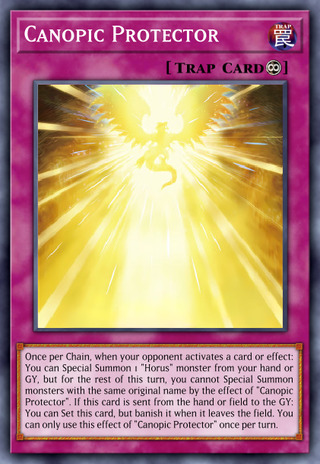 Canopic Protector
TRAP
罠
[Trap Card]
Once per Chain, when your opponent activates a card or effect:
You can Special Summon 1 "Horus" monster from your hand or
GY, but for the rest of this turn, you cannot Special Summon
monsters with the same original name by the effect of "Canopic
Protector". If this card is sent from the hand or field to the GY:
You can Set this card, but banish it when it leaves the field. You
can only use this effect of "Canopic Protector" once per turn.